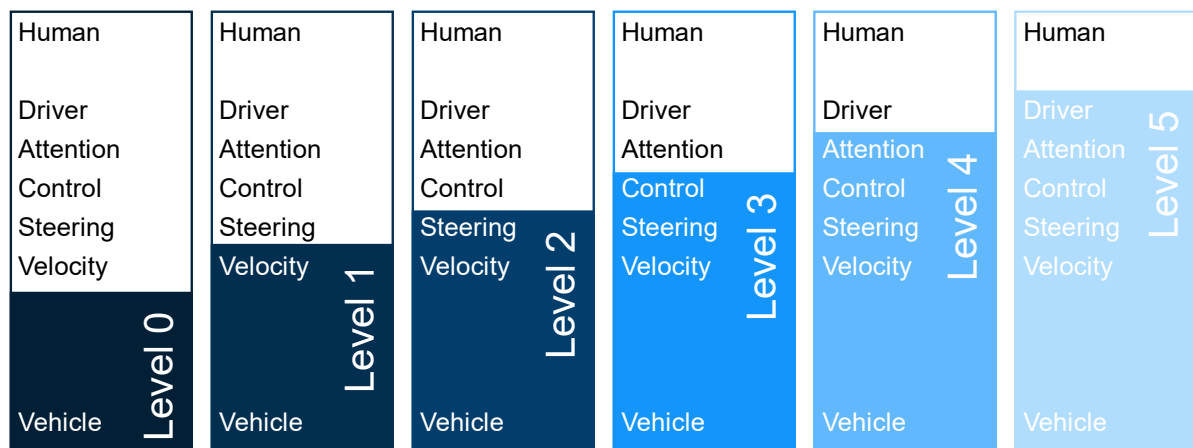 Human
Driver
Attention
Control
Steering
Velocity
Vehicle
Level 0
Human
Driver
Attention
Control
Steering
Velocity
Vehicle
Level 1
Human
Driver
Attention
Control
Steering
Velocity
Vehicle
Level 2
Human
Driver
Attention
Control
Steering
Velocity
Vehicle
Level 3
Human
Driver
Attention
Control
Steering
Velocity
Vehicle
Level 4
Human
Driver
Attention
Control
Steering
Velocity
Vehicle
Level 5